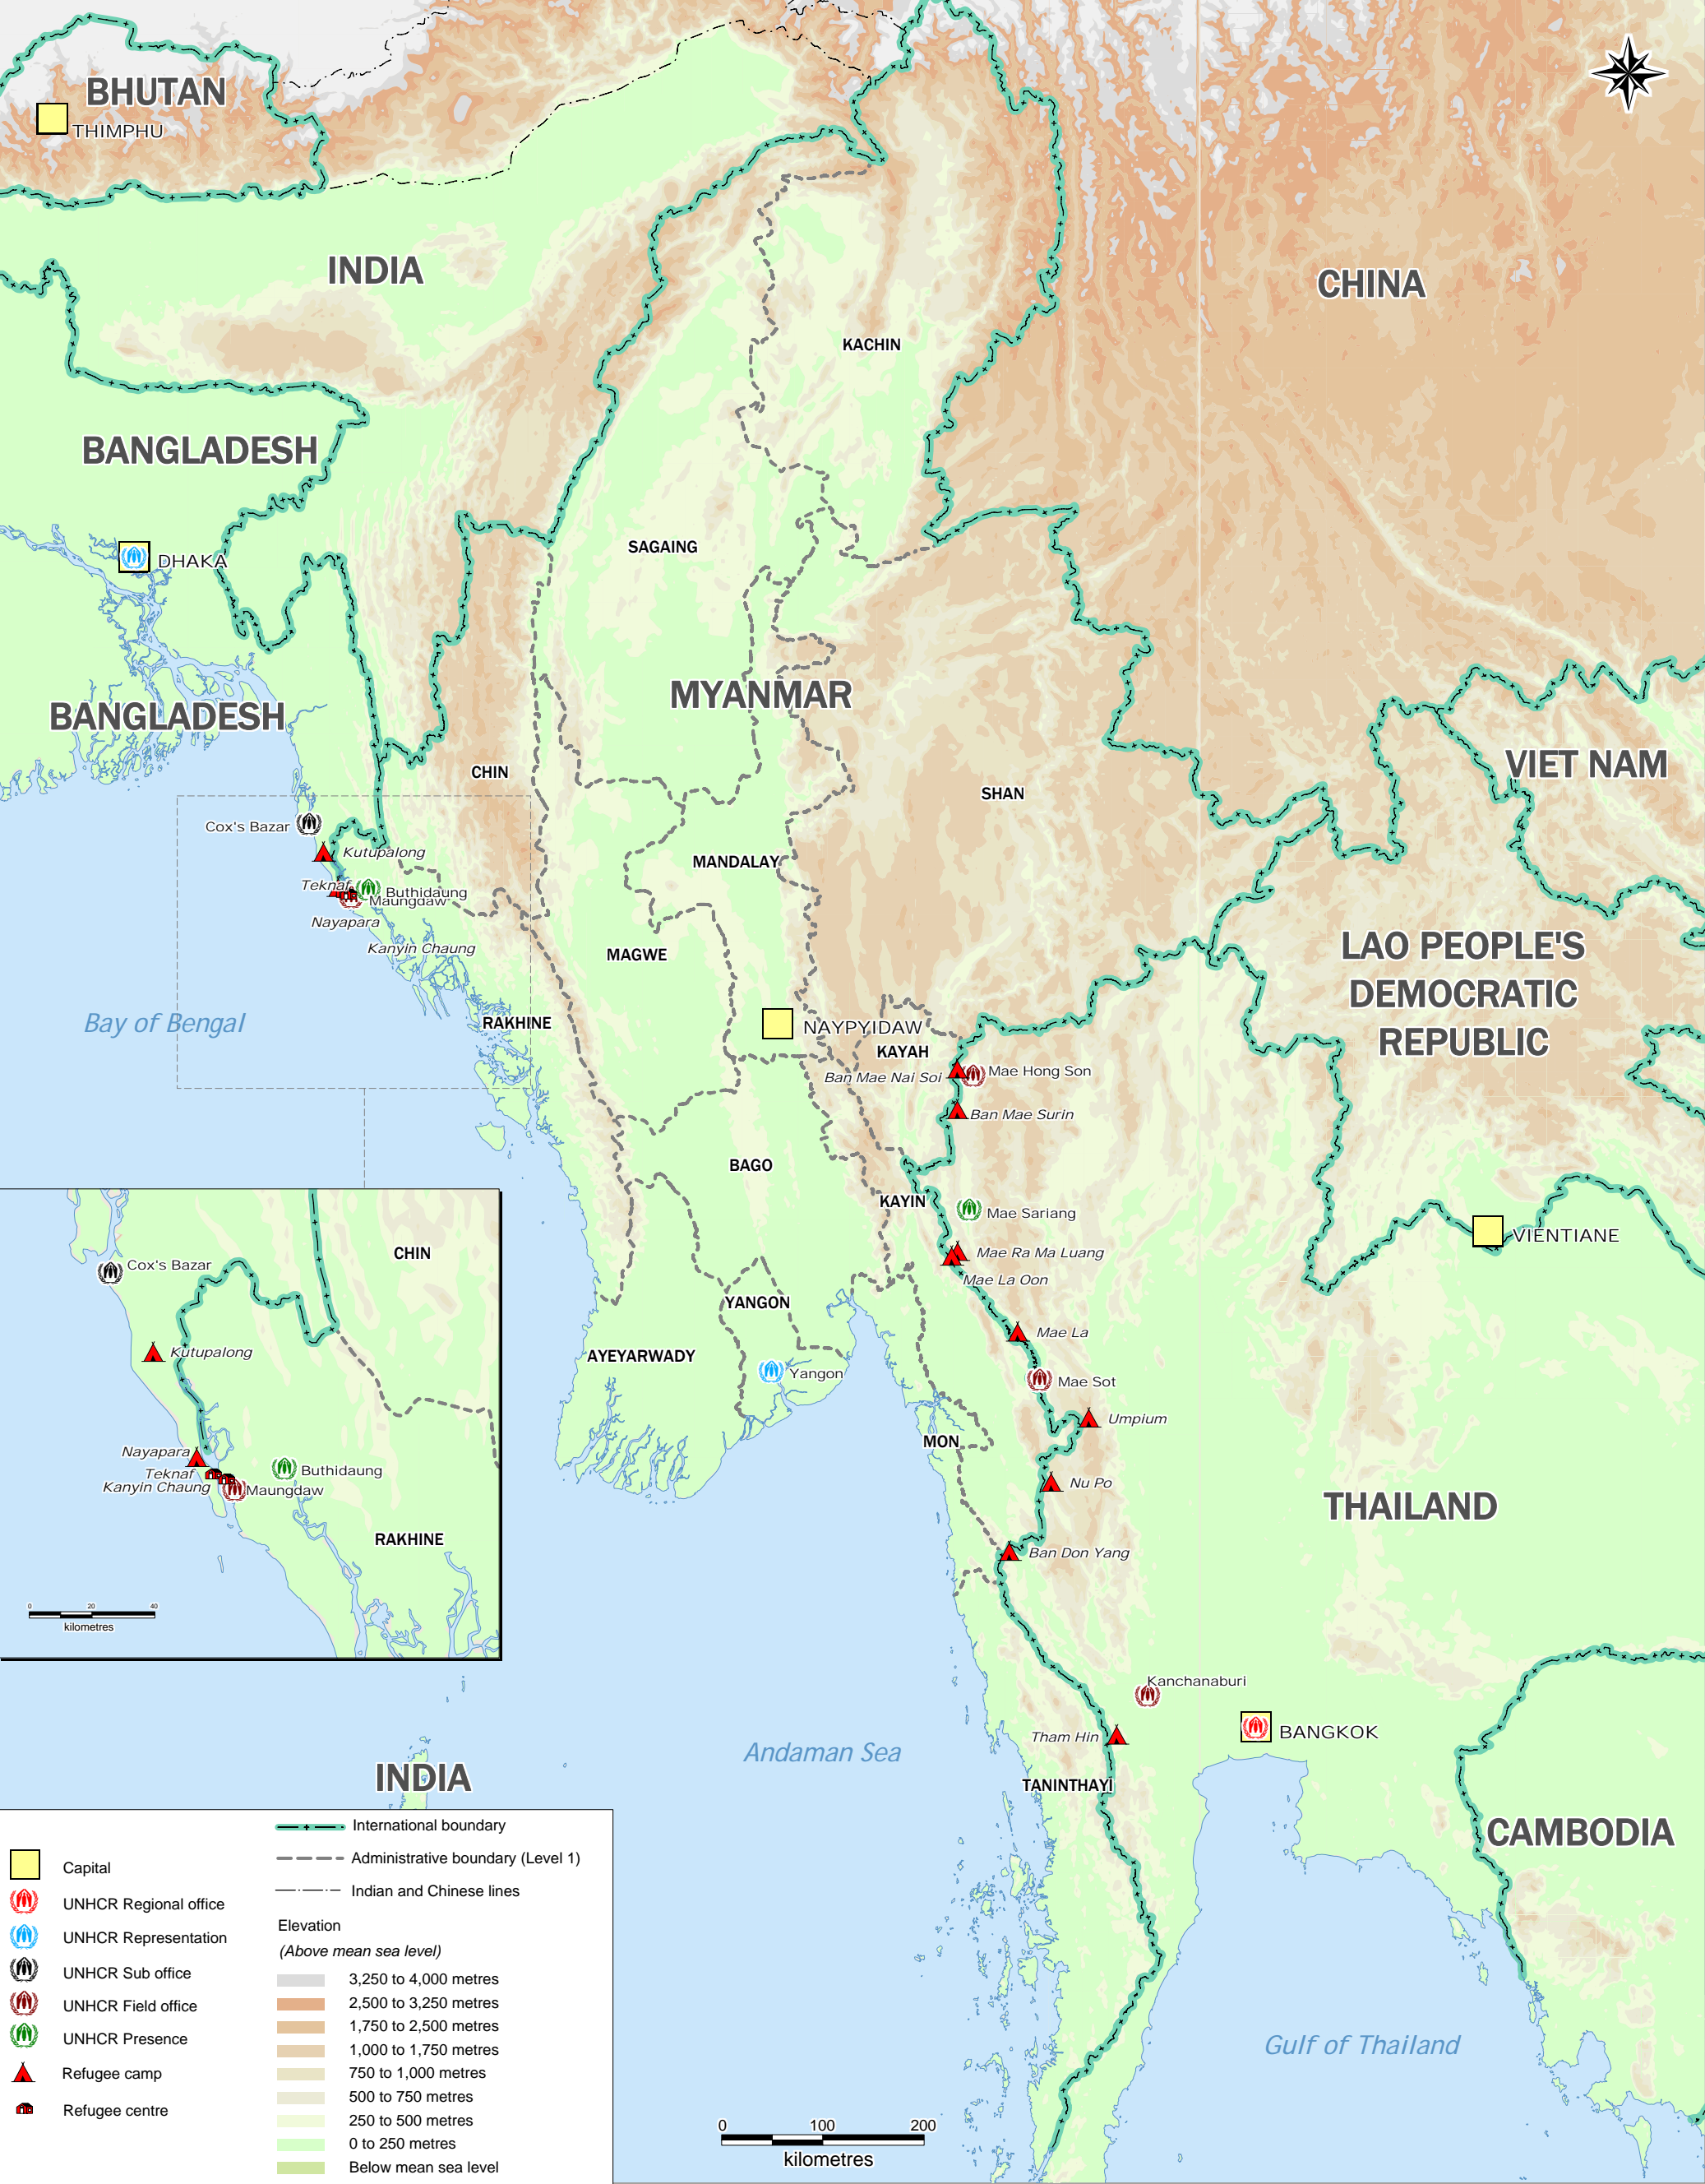 BHUTAN
THIMPHU
INDIA
CHINA
KACHIN
BANGLADESH
SAGAING
DHAKA
MYANMAR
BANGLADESH
VIET NAM
CHIN
SHAN
Cox's Bazar
Kutupalong
MANDALAY
Teknaf
Buthidaung
Maungdaw
Nayapara
Kanyin Chaung
MAGWE
LAO PEOPLE'S
DEMOCRATIC
REPUBLIC
Bay of Bengal
RAKHINE
NAYPYIDAW
KAYAH
Ban Mae Nai Soi
Mae Hong Son
Ban Mae Surin
BAGO
KAYIN
Mae Sariang
VIENTIANE
Mae Ra Ma Luang
Mae La Oon
YANGON
Mae La
AYEYARWADY
Yangon
Mae Sot
Umpium
MON
Nu Po
THAILAND
Ban Don Yang
Kanchanaburi
BANGKOK
Tham Hin
Andaman Sea
INDIA
TANINTHAYI
CAMBODIA
Gulf of Thailand
CHIN
Cox's Bazar
Kutupalong
Nayapara
Teknaf
Kanyin Chaung
Buthidaung
Maungdaw
RAKHINE
0 20 40
kilometres
Capital
UNHCR Regional office
UNHCR Representation
UNHCR Sub office
UNHCR Field office
UNHCR Presence
Refugee camp
Refugee centre
International boundary
Administrative boundary (Level 1)
Indian and Chinese lines
Elevation
(Above mean sea level)
3,250 to 4,000 metres
2,500 to 3,250 metres
1,750 to 2,500 metres
1,000 to 1,750 metres
750 to 1,000 metres
500 to 750 metres
250 to 500 metres
0 to 250 metres
Below mean sea level
0 100 200
kilometres